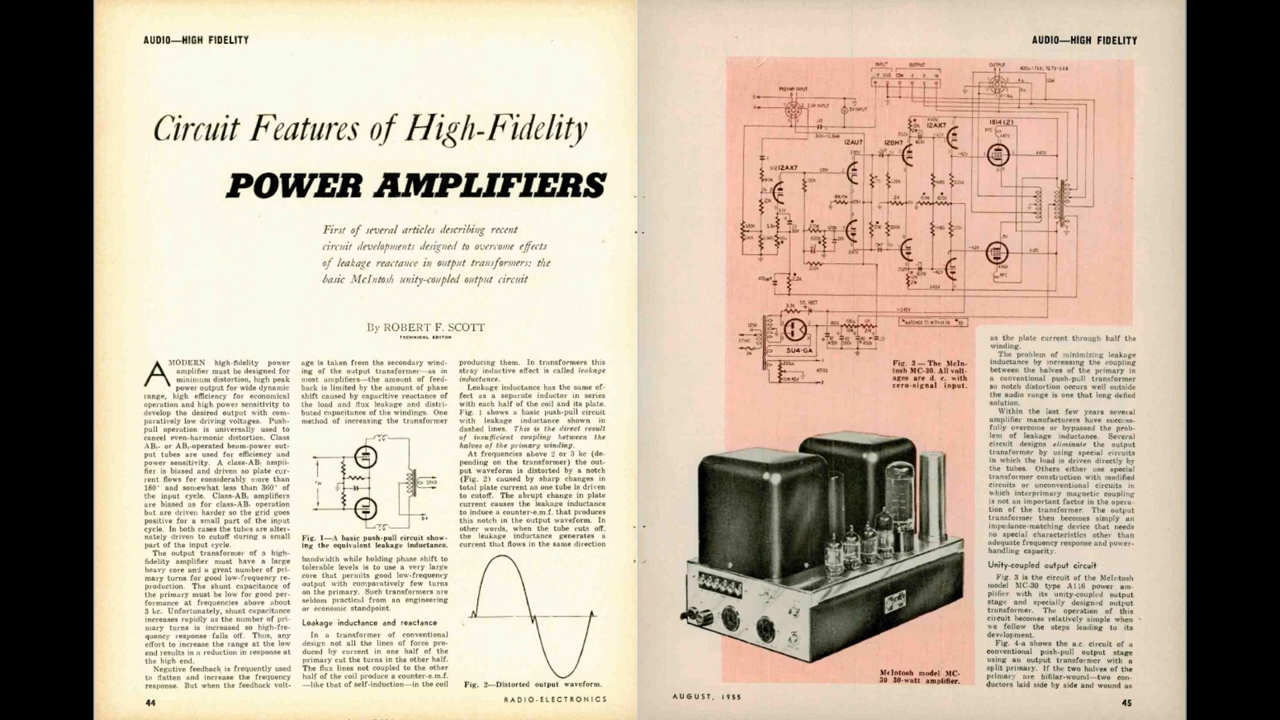 AUDIO—HIGH FIDELITY
Circuit Features of High-Fidelity
POWER AMPLIFIERS
First of several articles describing recent
circuit developments designed to overcome effects
of leakage reactance in output transformers: the
basic McIntosh unity-coupled output circuit
By ROBERT F. SCOTT
TECHNICAL EDITOR
A MODERN high-fidelity power
amplifier must be designed for
minimum distortion, high peak
power output for wide dynamic
range, high efficiency for economical
operation and high power sensitivity to
develop the desired output with com-
paratively low driving voltages. Push-
pull operation is universally used to
cancel even-harmonic distortion. Class
AB₁- or AB₂-operated beam-power out-
put tubes are used for efficiency and
power sensitivity. A class-AB₁ ampli-
fier is biased and driven so plate cur-
rent flows for considerably more than
180° and somewhat less than 360° of
the input cycle. Class-AB₂ amplifiers
are biased as for class-AB₁ operation
but are driven harder so the grid goes
positive for a small part of the input
cycle. In both cases the tubes are alter-
nately driven to cutoff during a small
part of the input cycle.
The output transformer of a high-
fidelity amplifier must have a large
heavy core and a great number of pri-
mary turns for good low-frequency re-
production. The shunt capacitance of
the primary must be low for good per-
formance at frequencies above about
3 kc. Unfortunately, shunt capacitance
increases rapidly as the number of pri-
mary turns is increased so high-fre-
quency response falls off. Thus, any
effort to increase the range at the low
end results in a reduction in response at
the high end.
Negative feedback is frequently used
to flatten and increase the frequency
response. But when the feedback volt-
age is taken from the secondary wind-
ing of the output transformer—as in
most amplifiers—the amount of feed-
back is limited by the amount of phase
shift caused by capacitive reactance of
the load and flux leakage and distri-
buted capacitance of the windings. One
method of increasing the transformer
Fig. 1—A basic push-pull circuit show-
ing the equivalent leakage inductance.
bandwidth while holding phase shift to
tolerable levels is to use a very large
core that permits good low-frequency
output with comparatively few turns
on the primary. Such transformers are
seldom practical from an engineering
or economic standpoint.
Leakage inductance and reactance
In a transformer of conventional
design not all the lines of force pro-
duced by current in one half of the
primary cut the turns in the other half.
The flux lines not coupled to the other
half of the coil produce a counter-e.m.f.
—like that of self-induction—in the coil
producing them. In transformers this
stray inductive effect is called leakage
inductance.
Leakage inductance has the same ef-
fect as a separate inductor in series
with each half of the coil and its plate.
Fig. 1 shows a basic push-pull circuit
with leakage inductance shown in
dashed lines. This is the direct result
of insufficient coupling between the
halves of the primary winding.
At frequencies above 2 or 3 kc (de-
pending on the transformer) the out-
put waveform is distorted by a notch
(Fig. 2) caused by sharp changes in
total plate current as one tube is driven
to cutoff. The abrupt change in plate
current causes the leakage inductance
to induce a counter-e.m.f. that produces
this notch in the output waveform. In
other words, when the tube cuts off,
the leakage inductance generates a
current that flows in the same direction
Fig. 2—Distorted output waveform.
44
RADIO-ELECTRONICS
AUDIO—HIGH FIDELITY
INPUT
OUTPUT
OUTPUT
PREAMP INPUT
12AX7
12AU7
12BH7
12AX7
1614(2)
5U4-GA
Fig. 3—The McIn-
tosh MC-30. All volt-
ages are d. c. with
zero-signal input.
McIntosh model MC-
30 30-watt amplifier.
as the plate current through half the
winding.
The problem of minimizing leakage
inductance by increasing the coupling
between the halves of the primary in
a conventional push-pull transformer
so notch distortion occurs well outside
the audio range is one that long defied
solution.
Within the last few years several
amplifier manufacturers have success-
fully overcome or bypassed the prob-
lem of leakage inductance. Several
circuit designs eliminate the output
transformer by using special circuits
in which the load is driven directly by
the tubes. Others either use special
transformer construction with modified
circuits or unconventional circuits in
which interprimary magnetic coupling
is not an important factor in the opera-
tion of the transformer. The output
transformer then becomes simply an
impedance-matching device that needs
no special characteristics other than
adequate frequency response and power-
handling capacity.
Unity-coupled output circuit
Fig. 3 is the circuit of the McIntosh
model MC-30 type A116 power am-
plifier with its unity-coupled output
stage and specially designed output
transformer. The operation of this
circuit becomes relatively simple when
we follow the steps leading to its
development.
Fig. 4-a shows the a.c. circuit of a
conventional push-pull output stage
using an output transformer with a
split primary. If the two halves of the
primary are bifilar-wound—two con-
ductors laid side by side and wound as
AUGUST, 1955
45